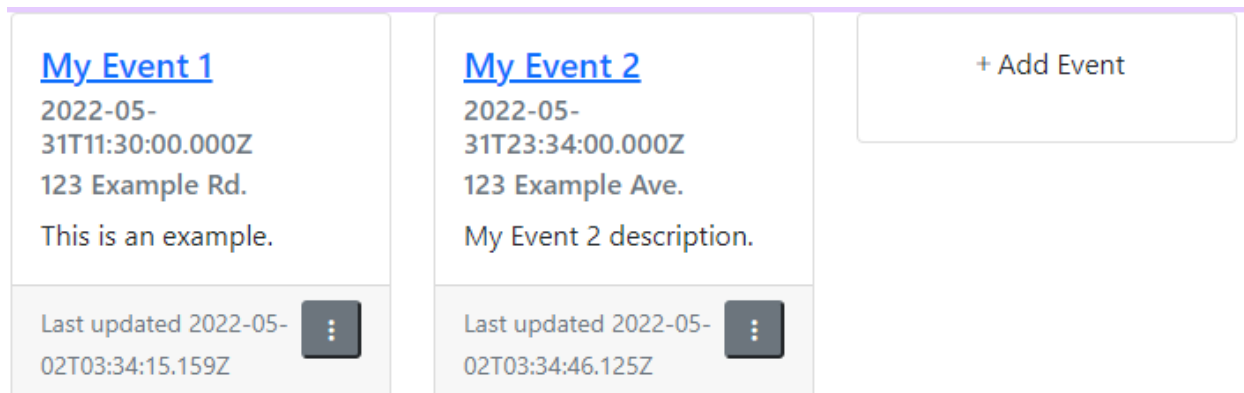 My Event 1
2022-05-
31T11:30:00.000Z
123 Example Rd.
This is an example.
Last updated 2022-05-
02T03:34:15.159Z
My Event 2
2022-05-
31T23:34:00.000Z
123 Example Ave.
My Event 2 description.
Last updated 2022-05-
02T03:34:46.125Z
+ Add Event